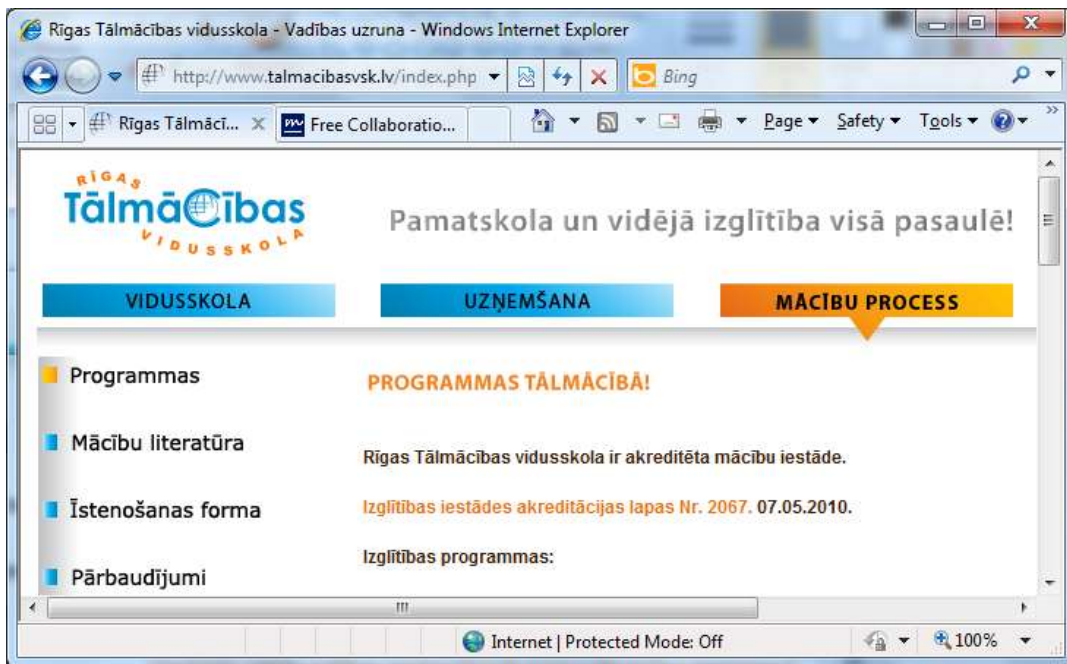 Rīgas Tālmācības vidusskola - Vadības uzruna - Windows Internet Explorer
http://www.talmacibasvsk.lv/index.php
Bing
Rīgas Tālmācī...
Free Collaboratio...
Page
Safety
Tools
RĪGAS
Tālmācības
VIDUSSKOLA
Pamatskola un vidējā izglītība visā pasaulē!
VIDUSSKOLA
UZŅEMŠANA
MĀCĪBU PROCESS
Programmas
Mācību literatūra
Īstenošanas forma
Pārbaudījumi
PROGRAMMAS TĀLMĀCĪBĀ!
Rīgas Tālmācības vidusskola ir akreditēta mācību iestāde.
Izglītības iestādes akreditācijas lapas Nr. 2067. 07.05.2010.
Izglītības programmas:
Internet | Protected Mode: Off
100%